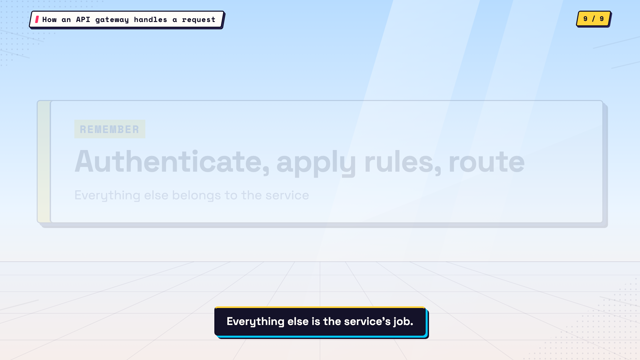 How an API gateway handles a request
9 / 9
REMEMBER
Authenticate, apply rules, route
Everything else belongs to the service
Everything else is the service's job.